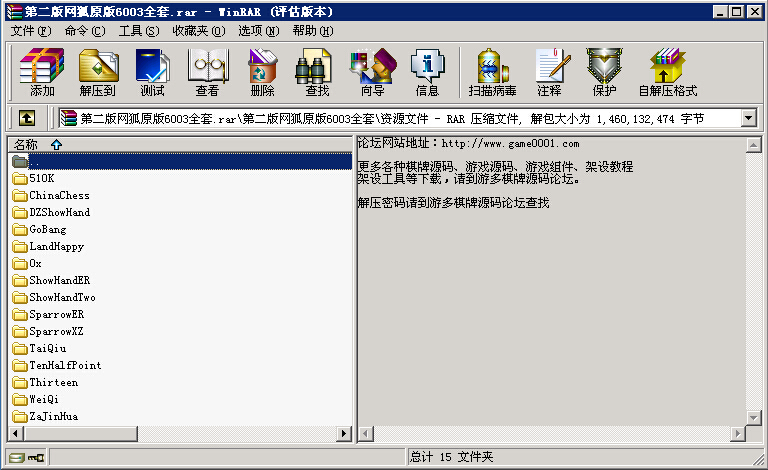 第二版网狐原版6003全套.rar - WinRAR (评估版本)
文件(F) 命令(C) 工具(S) 收藏夹(O) 选项(N) 帮助(H)
添加 解压到 测试 查看 删除 查找 向导 信息 扫描病毒 注释 保护 自解压格式
第二版网狐原版6003全套.rar\第二版网狐原版6003全套\资源文件 - RAR 压缩文件, 解包大小为 1,460,132,474 字节
名称
..
510K
ChinaChess
DZShowHand
GoBang
LandHappy
Ox
ShowHandER
ShowHandTwo
SparrowER
SparrowXZ
TaiQiu
TenHalfPoint
Thirteen
WeiQi
ZaJinHua
论坛网站地址：http://www.game0001.com
更多各种棋牌源码、游戏源码、游戏组件、架设教程
架设工具等下载，请到游多棋牌源码论坛。
解压密码请到游多棋牌源码论坛查找
总计 15 文件夹